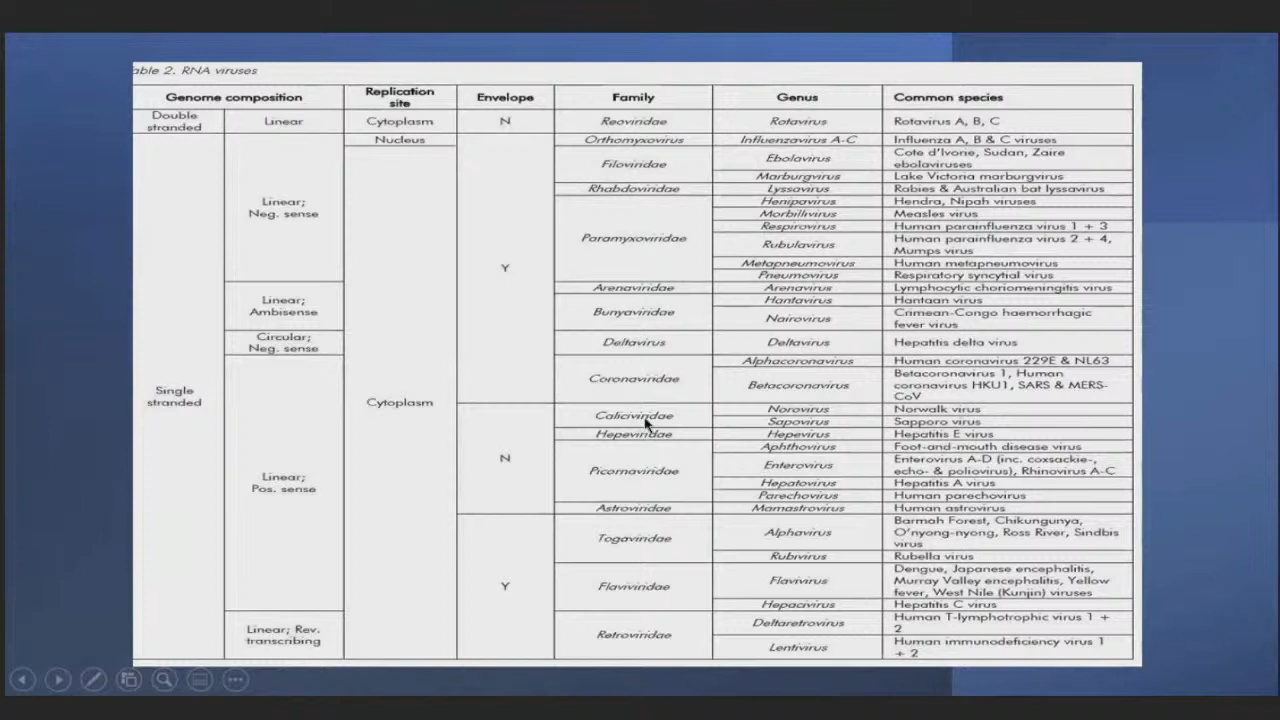 able 2. RNA viruses
Genome composition Replication site Envelope Family Genus Common species
Double stranded Linear Cytoplasm N Reoviridae Rotavirus Rotavirus A, B, C
Nucleus Orthomyxovirus Influenzavirus A-C Influenza A, B & C viruses
Linear; Neg. sense Filoviridae Ebolavirus Cote d'Ivorie, Sudan, Zaire ebolaviruses
Marburgvirus Lake Victoria marburgvirus
Rhabdoviridae Lyssavirus Rabies & Australian bat lyssavirus
Paramyxoviridae Henipavirus Hendra, Nipah viruses
Morbillivirus Measles virus
Respirovirus Human parainfluenza virus 1 + 3
Rubulavirus Human parainfluenza virus 2 + 4, Mumps virus
Y
Metapneumovirus Human metapneumovirus
Pneumovirus Respiratory syncytial virus
Linear; Ambisense Arenaviridae Arenavirus Lymphocytic choriomeningitis virus
Bunyaviridae Hantavirus Hantaan virus
Nairovirus Crimean-Congo haemorrhagic fever virus
Circular; Neg. sense Deltavirus Deltavirus Hepatitis delta virus
Single stranded Cytoplasm Coronaviridae Alphacoronavirus Human coronavirus 229E & NL63
Betacoronavirus Betacoronavirus 1, Human coronavirus HKU1, SARS & MERS-CoV
Linear; Pos. sense N Caliciviridae Norovirus Norwalk virus
Sapovirus Sapporo virus
Hepeviridae Hepevirus Hepatitis E virus
Picornaviridae Aphthovirus Foot-and-mouth disease virus
Enterovirus Enterovirus A-D (inc. coxsackie-, echo- & poliovirus), Rhinovirus A-C
Hepatovirus Hepatitis A virus
Parechovirus Human parechovirus
Astroviridae Mamastrovirus Human astrovirus
Y Togaviridae Alphavirus Barmah Forest, Chikungunya, O'nyong-nyong, Ross River, Sindbis virus
Rubivirus Rubella virus
Flaviviridae Flavivirus Dengue, Japanese encephalitis, Murray Valley encephalitis, Yellow fever, West Nile (Kunjin) viruses
Hepacivirus Hepatitis C virus
Linear; Rev. transcribing Retroviridae Deltaretrovirus Human T-lymphotrophic virus 1 + 2
Lentivirus Human immunodeficiency virus 1 + 2